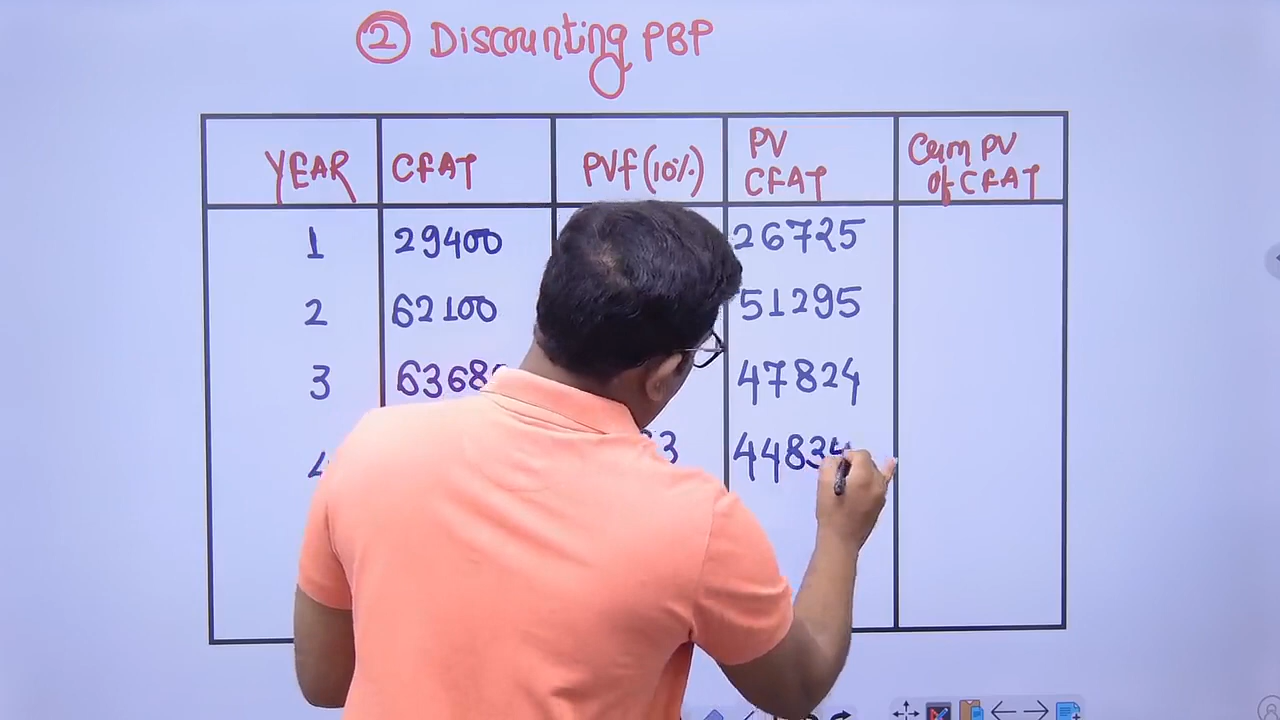 2 Discounting PBP
YEAR CFAT PVf(10%) PV CFAT Cum PV of CFAT
1 29400 26725
2 62100 51295
3 47824